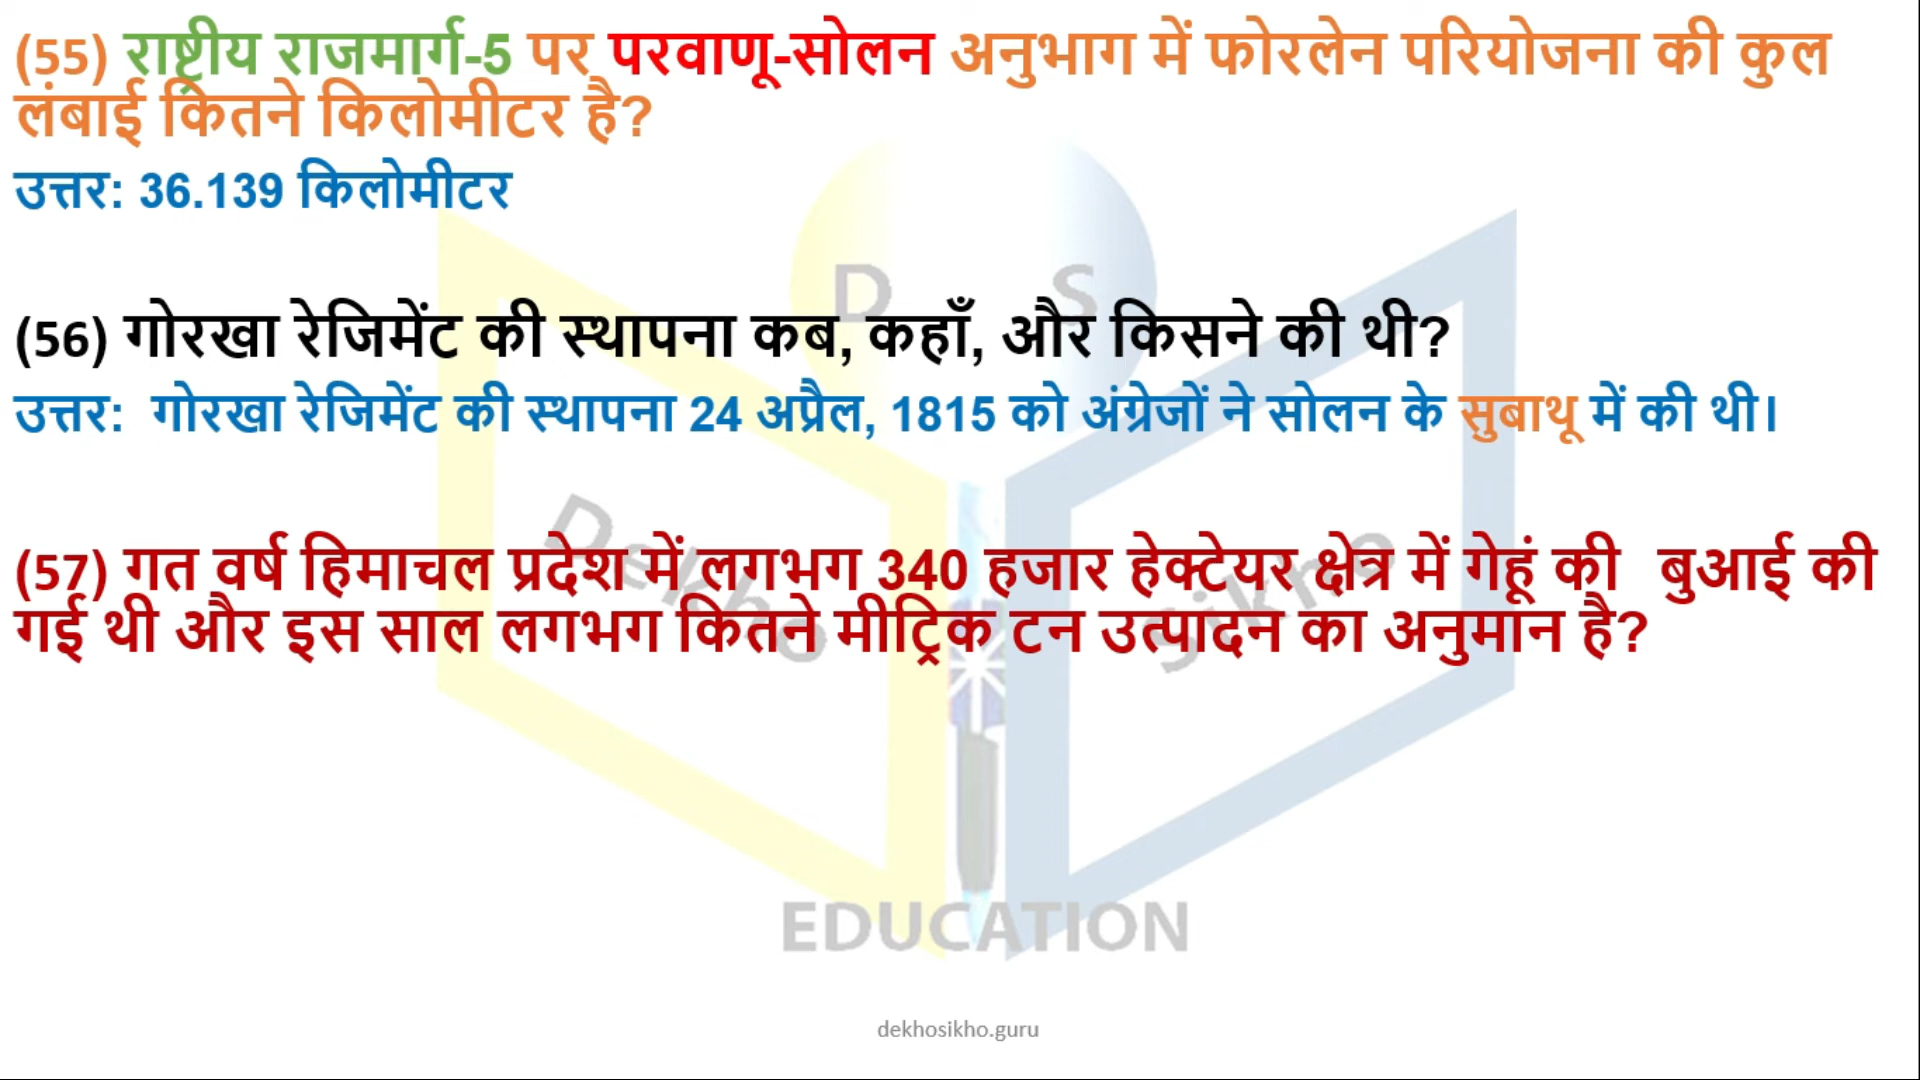 (55) राष्ट्रीय राजमार्ग-5 पर परवाणू-सोलन अनुभाग में फोरलेन परियोजना की कुल
लंबाई कितने किलोमीटर है?
उत्तर: 36.139 किलोमीटर
D S
(56) गोरखा रेजिमेंट की स्थापना कब, कहाँ, और किसने की थी?
उत्तर: गोरखा रेजिमेंट की स्थापना 24 अप्रैल, 1815 को अंग्रेजों ने सोलन के सुबाथू में की थी।
Dekho Sikho
(57) गत वर्ष हिमाचल प्रदेश में लगभग 340 हजार हेक्टेयर क्षेत्र में गेहूं की बुआई की
गई थी और इस साल लगभग कितने मीट्रिक टन उत्पादन का अनुमान है?
EDUCATION
dekhosikho.guru